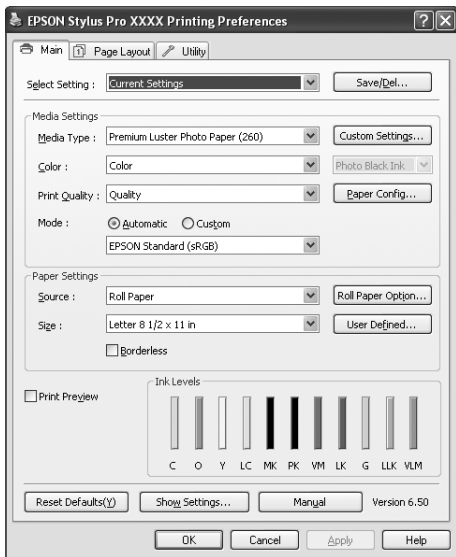 EPSON Stylus Pro XXXX Printing Preferences
Main Page Layout Utility
Select Setting : Current Settings Save/Del...
Media Settings
Media Type : Premium Luster Photo Paper (260) Custom Settings...
Color : Color Photo Black Ink
Print Quality : Quality Paper Config...
Mode : Automatic Custom
EPSON Standard (sRGB)
Paper Settings
Source : Roll Paper Roll Paper Option...
Size : Letter 8 1/2 x 11 in User Defined...
Borderless
Print Preview
Ink Levels
C O Y LC MK PK VM LK G LLK VLM
Reset Defaults(Y) Show Settings... Manual Version 6.50
OK Cancel Apply Help